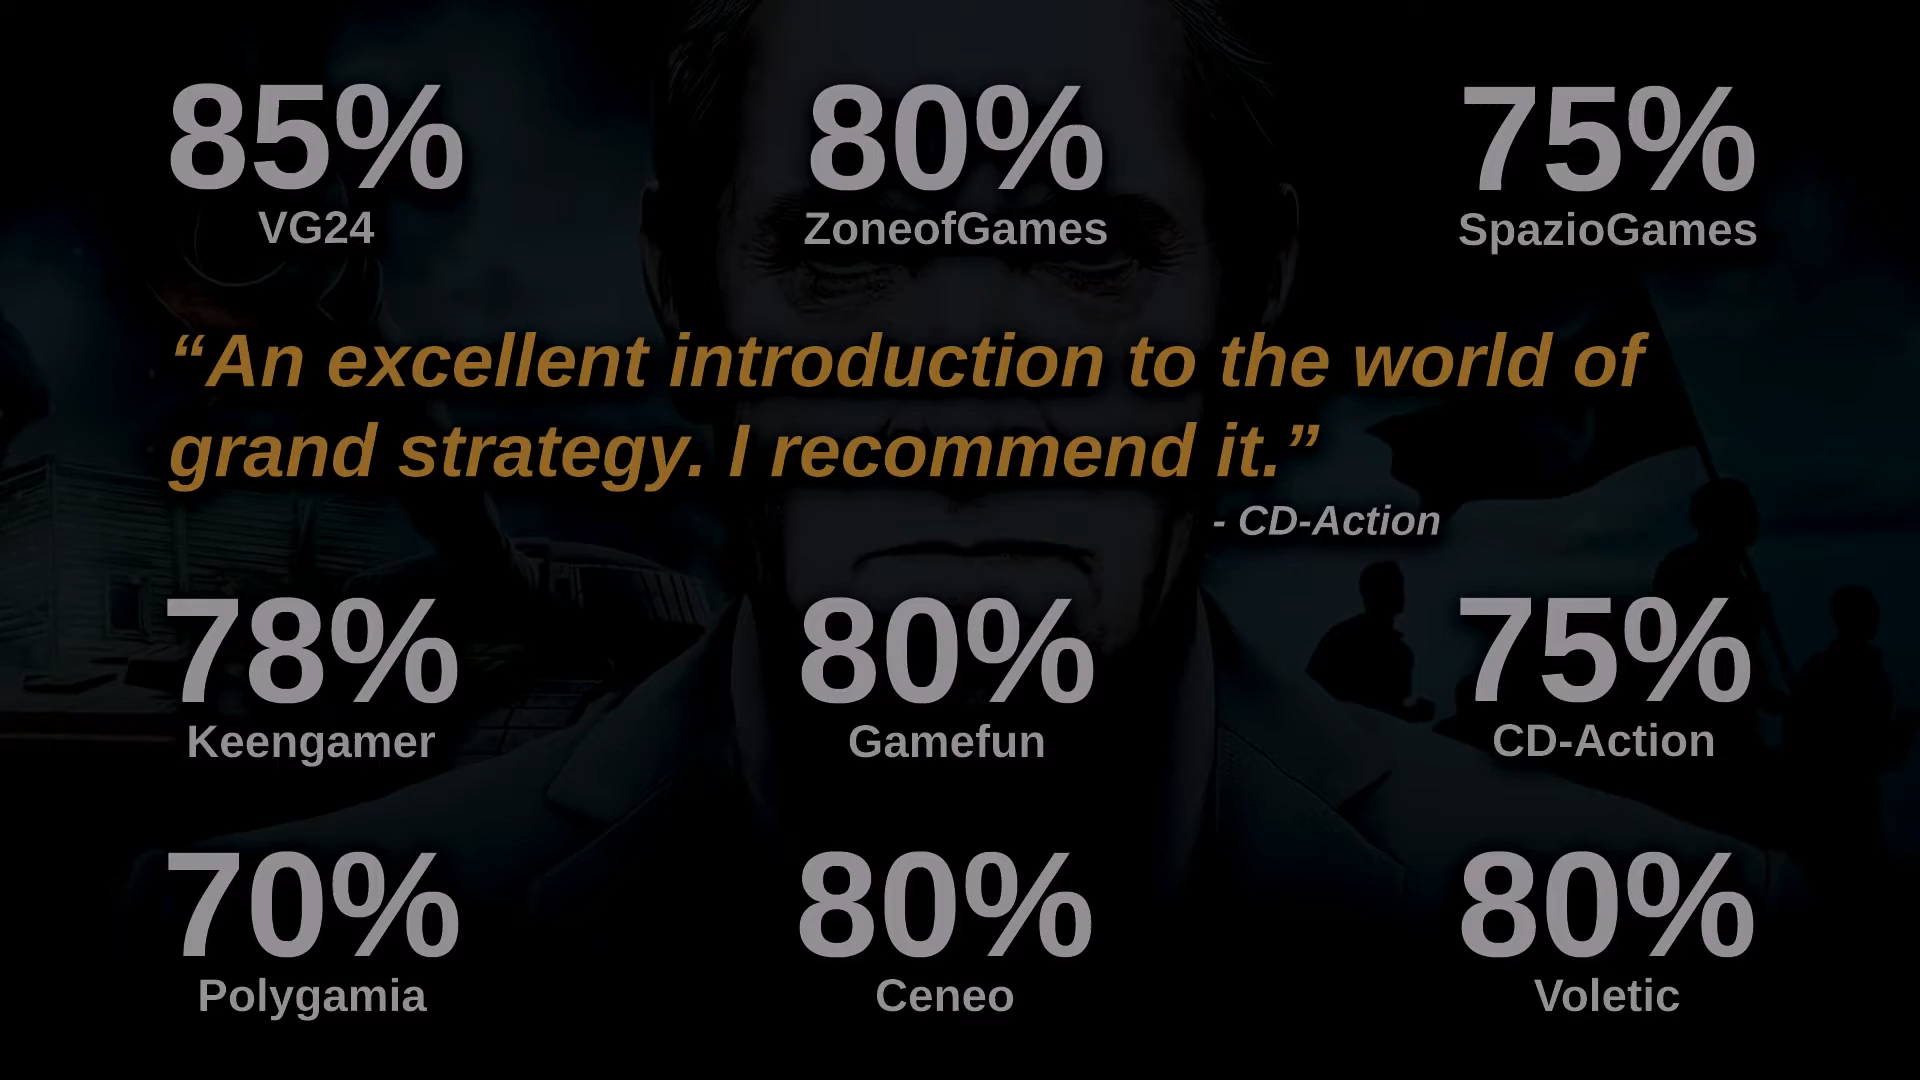 85% 80% 75%
VG24 ZoneofGames SpazioGames
“An excellent introduction to the world of
grand strategy. I recommend it.”
- CD-Action
78% 80% 75%
Keengamer Gamefun CD-Action
70% 80% 80%
Polygamia Ceneo Voletic